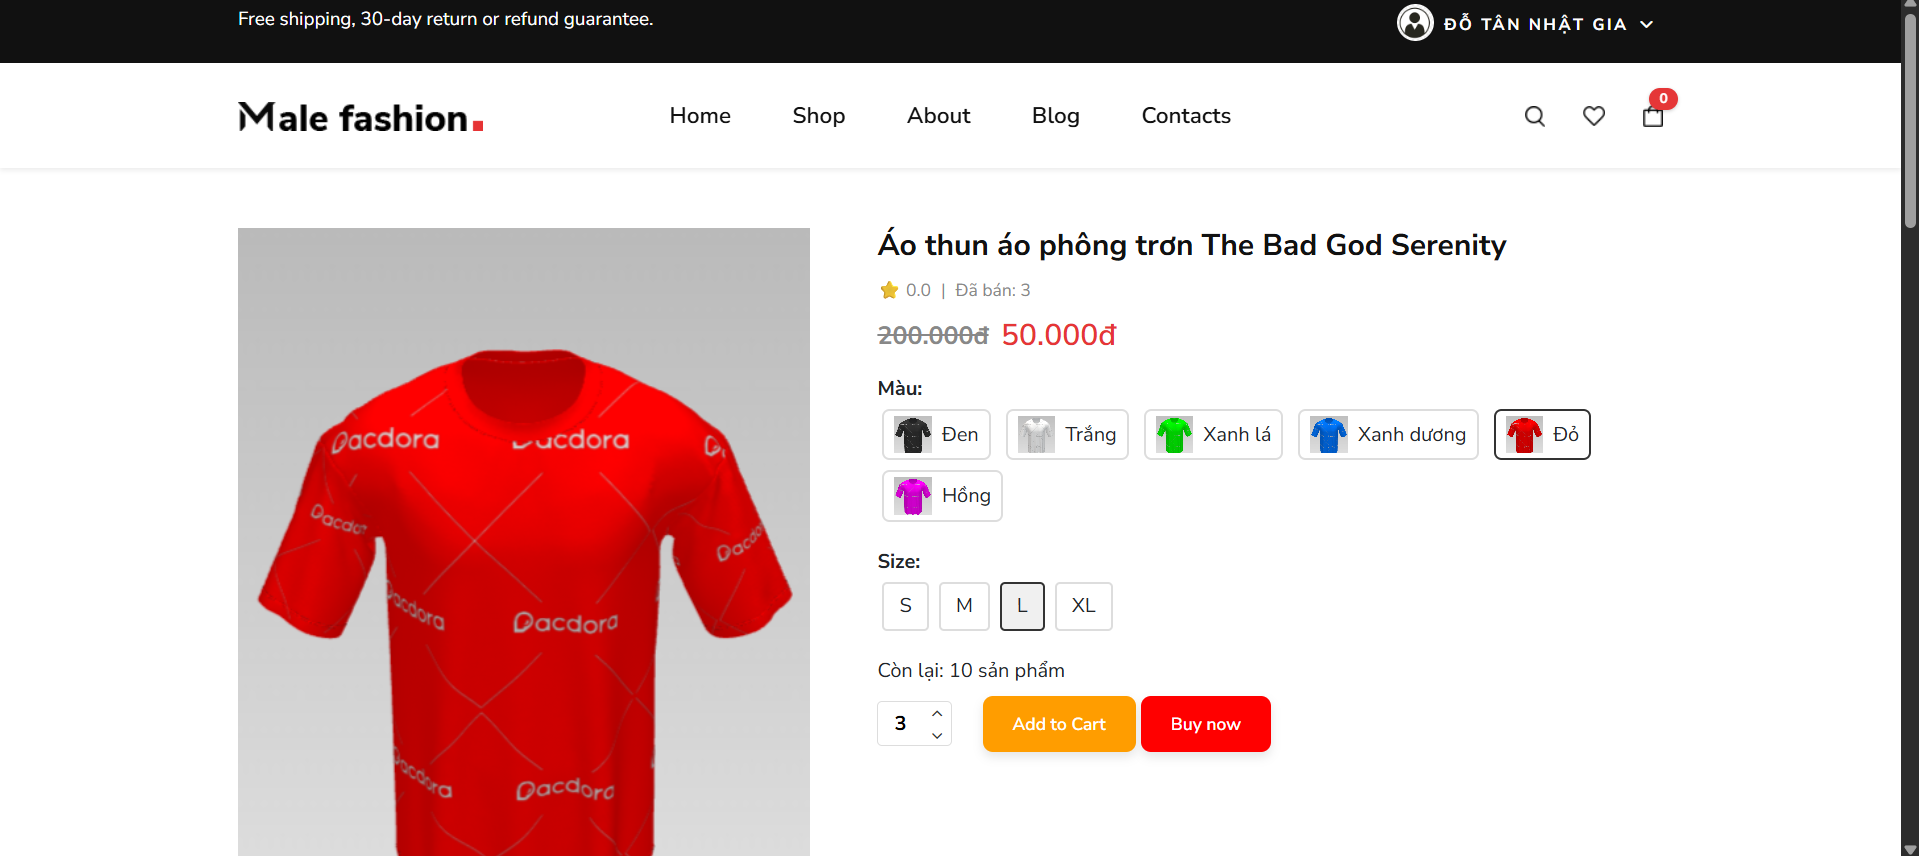 Free shipping, 30-day return or refund guarantee.
ĐỖ TÂN NHẬT GIA
Male fashion.
Home Shop About Blog Contacts
0
Áo thun áo phông trơn The Bad God Serenity
0.0 | Đã bán: 3
200.000đ 50.000đ
Màu:
Đen Trắng Xanh lá Xanh dương Đỏ
Hồng
Size:
S M L XL
Còn lại: 10 sản phẩm
3 Add to Cart Buy now
Dacdora Dacdora
Dacdora
Dacdora Dacdora
Dacdora Dacdora